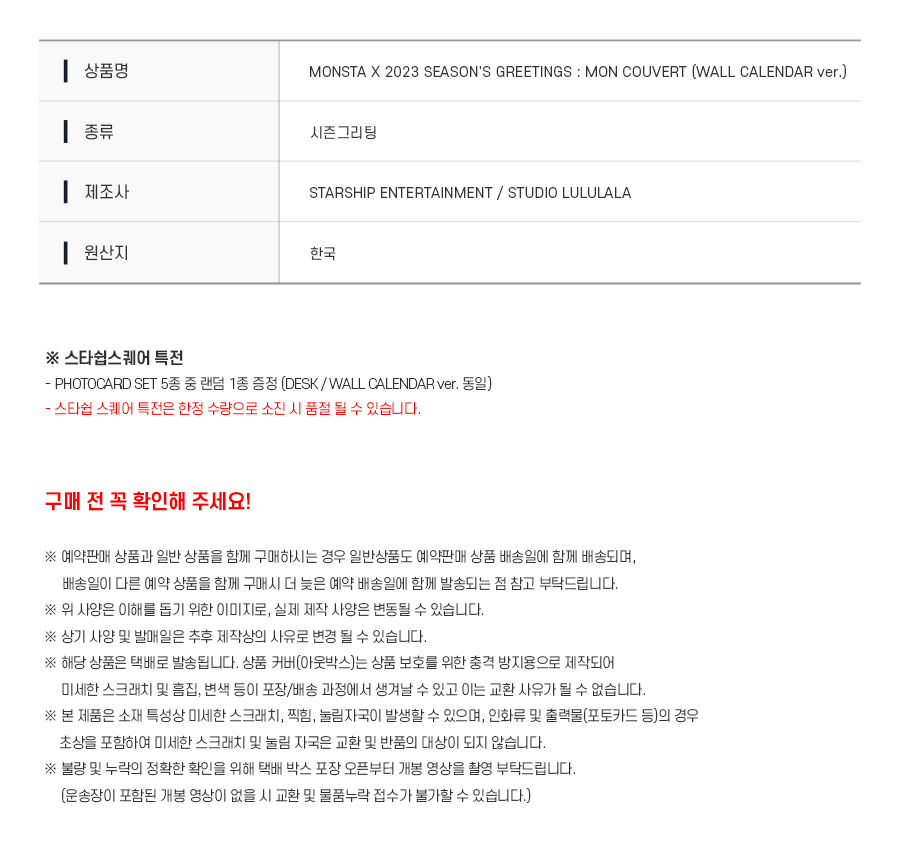 상품명 MONSTA X 2023 SEASON'S GREETINGS : MON COUVERT (WALL CALENDAR ver.)
종류 시즌그리팅
제조사 STARSHIP ENTERTAINMENT / STUDIO LULULALA
원산지 한국
※ 스타쉽스퀘어 특전
- PHOTOCARD SET 5종 중 랜덤 1종 증정 (DESK / WALL CALENDAR ver. 동일)
- 스타쉽 스퀘어 특전은 한정 수량으로 소진 시 품절 될 수 있습니다.
구매 전 꼭 확인해 주세요!
※ 예약판매 상품과 일반 상품을 함께 구매하시는 경우 일반상품도 예약판매 상품 배송일에 함께 배송되며,
배송일이 다른 예약 상품을 함께 구매시 더 늦은 예약 배송일에 함께 발송되는 점 참고 부탁드립니다.
※ 위 사양은 이해를 돕기 위한 이미지로, 실제 제작 사양은 변동될 수 있습니다.
※ 상기 사양 및 발매일은 추후 제작상의 사유로 변경 될 수 있습니다.
※ 해당 상품은 택배로 발송됩니다. 상품 커버(아웃박스)는 상품 보호를 위한 충격 방지용으로 제작되어
미세한 스크래치 및 흠집, 변색 등이 포장/배송 과정에서 생겨날 수 있고 이는 교환 사유가 될 수 없습니다.
※ 본 제품은 소재 특성상 미세한 스크래치, 찍힘, 눌림자국이 발생할 수 있으며, 인화류 및 출력물(포토카드 등)의 경우
초상을 포함하여 미세한 스크래치 및 눌림 자국은 교환 및 반품의 대상이 되지 않습니다.
※ 불량 및 누락의 정확한 확인을 위해 택배 박스 포장 오픈부터 개봉 영상을 촬영 부탁드립니다.
(운송장이 포함된 개봉 영상이 없을 시 교환 및 물품누락 접수가 불가할 수 있습니다.)